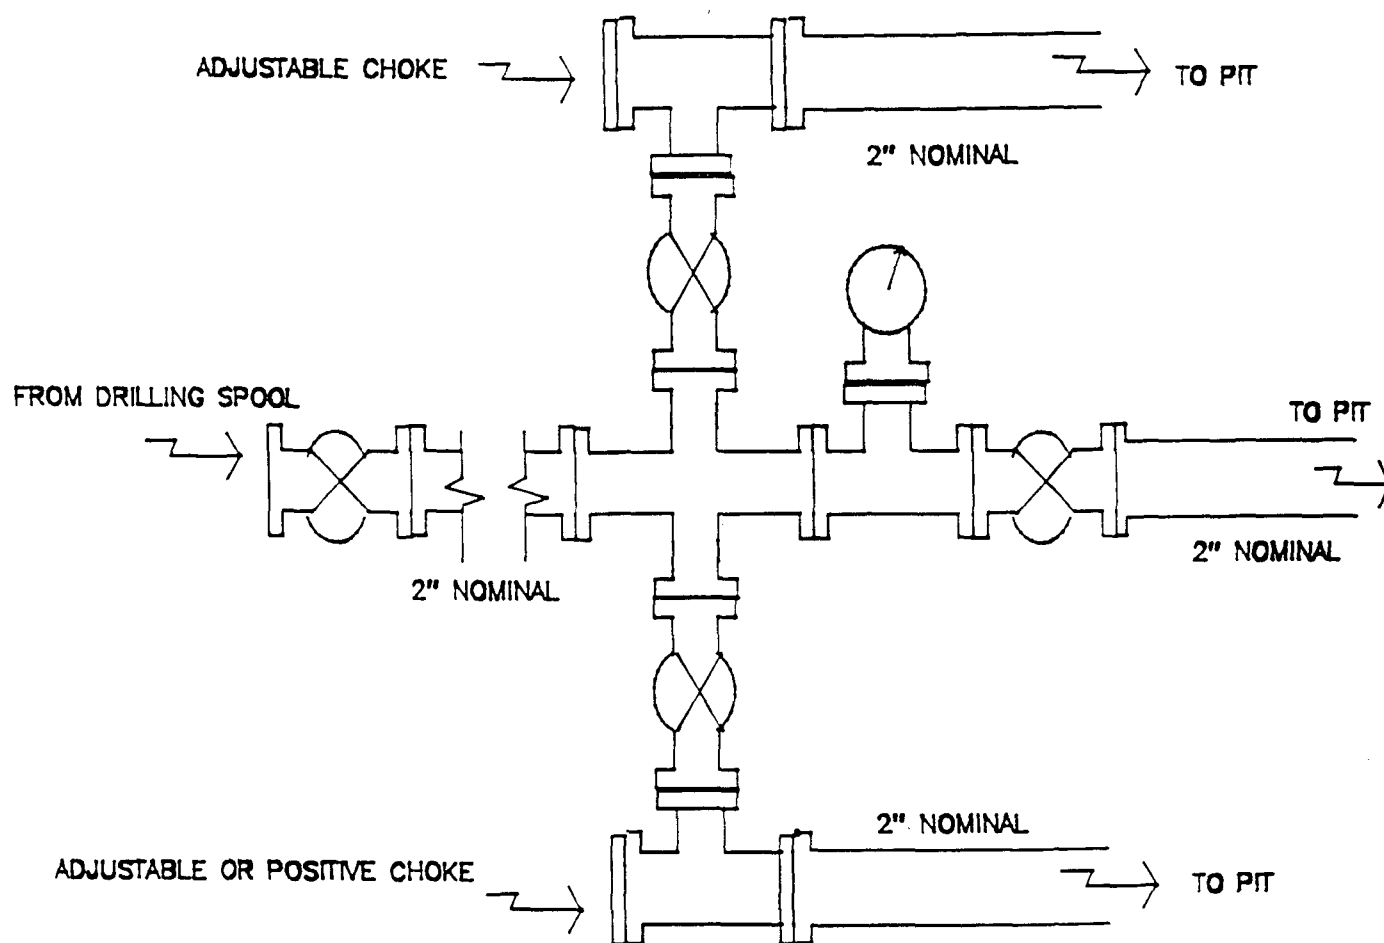 ADJUSTABLE CHOKE
TO PIT
2" NOMINAL
FROM DRILLING SPOOL
TO PIT
2" NOMINAL
2" NOMINAL
2" NOMINAL
ADJUSTABLE OR POSITIVE CHOKE
TO PIT